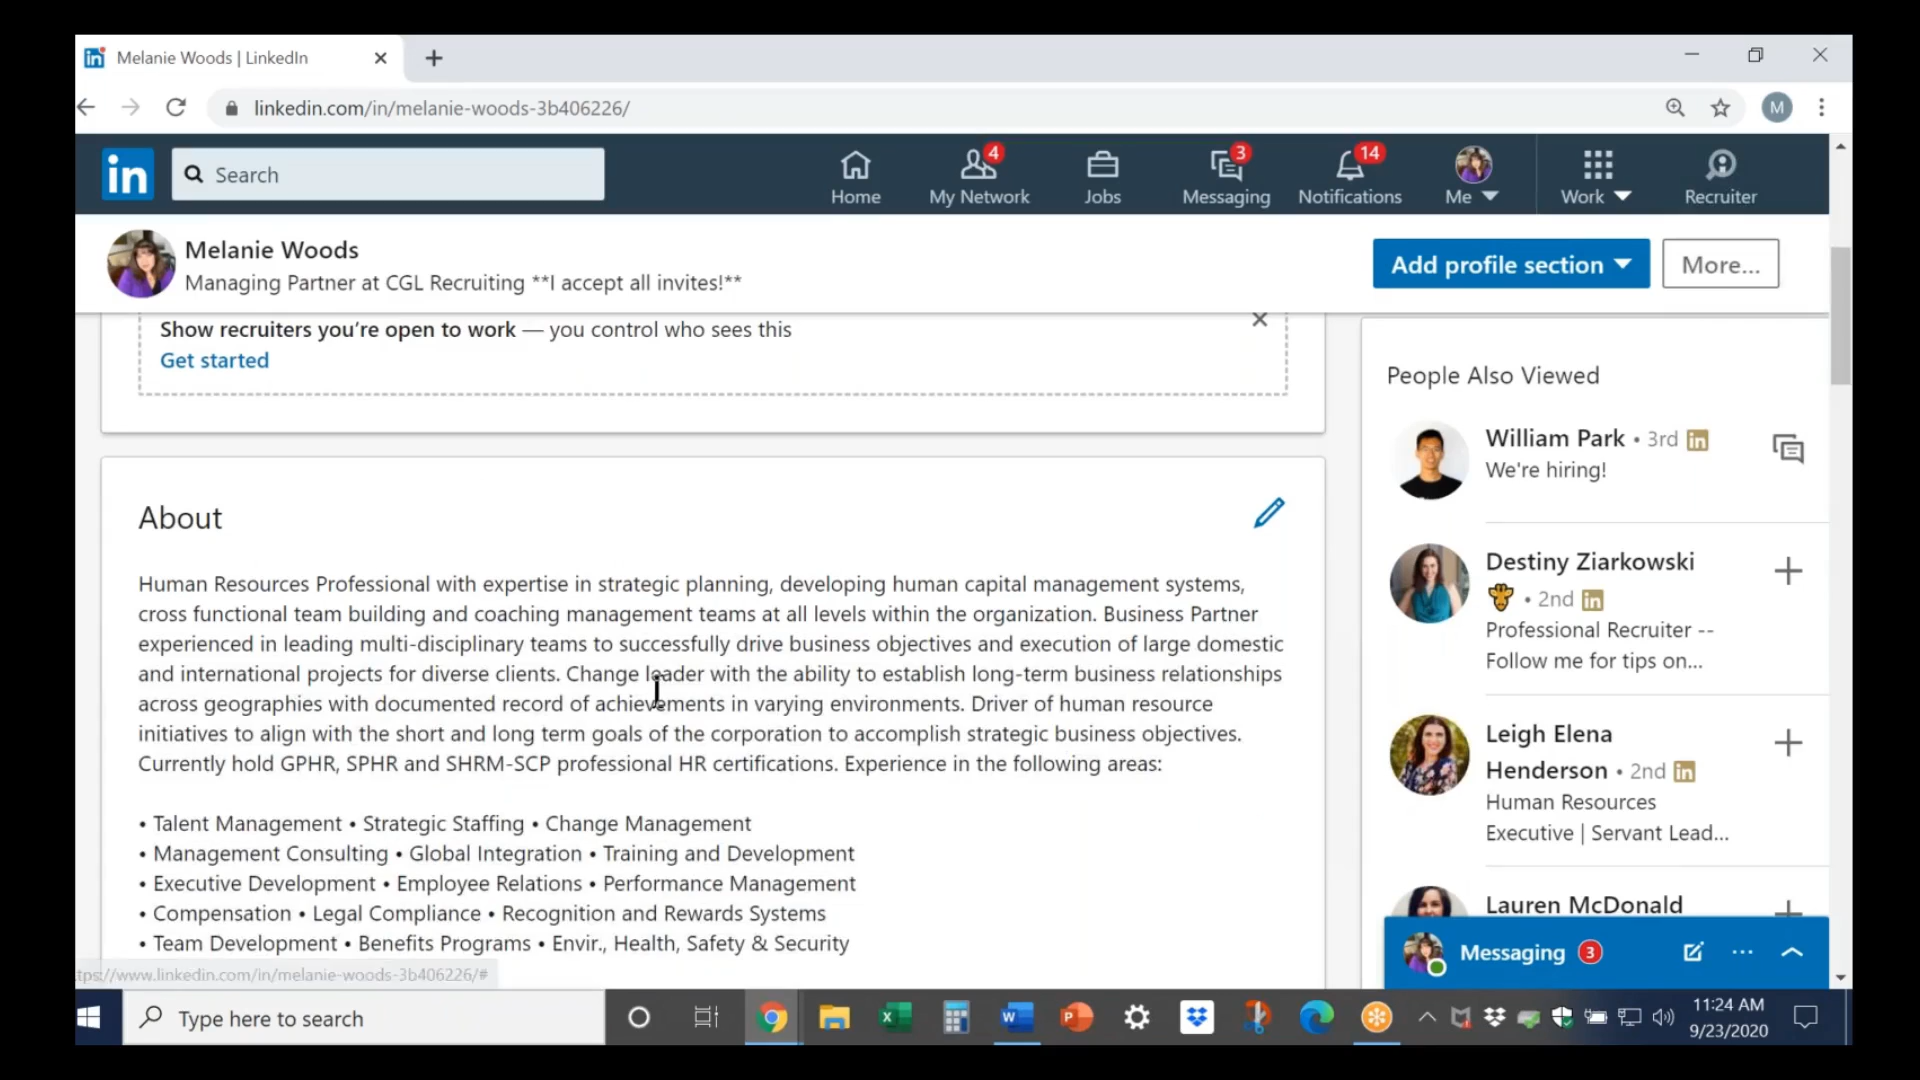 Melanie Woods | LinkedIn
linkedin.com/in/melanie-woods-3b406226/
M
in
Search
Home
4
My Network
Jobs
3
Messaging
14
Notifications
Me
Work
Recruiter
Melanie Woods
Managing Partner at CGL Recruiting **I accept all invites!**
Add profile section
More...
Show recruiters you're open to work — you control who sees this
Get started
About
Human Resources Professional with expertise in strategic planning, developing human capital management systems,
cross functional team building and coaching management teams at all levels within the organization. Business Partner
experienced in leading multi-disciplinary teams to successfully drive business objectives and execution of large domestic
and international projects for diverse clients. Change leader with the ability to establish long-term business relationships
across geographies with documented record of achievements in varying environments. Driver of human resource
initiatives to align with the short and long term goals of the corporation to accomplish strategic business objectives.
Currently hold GPHR, SPHR and SHRM-SCP professional HR certifications. Experience in the following areas:
• Talent Management • Strategic Staffing • Change Management
• Management Consulting • Global Integration • Training and Development
• Executive Development • Employee Relations • Performance Management
• Compensation • Legal Compliance • Recognition and Rewards Systems
• Team Development • Benefits Programs • Envir., Health, Safety & Security
People Also Viewed
William Park • 3rd in
We're hiring!
Destiny Ziarkowski
• 2nd in
Professional Recruiter --
Follow me for tips on...
Leigh Elena
Henderson • 2nd in
Human Resources
Executive | Servant Lead...
Lauren McDonald
Messaging 3
tps://www.linkedin.com/in/melanie-woods-3b406226/#
Type here to search
11:24 AM
9/23/2020